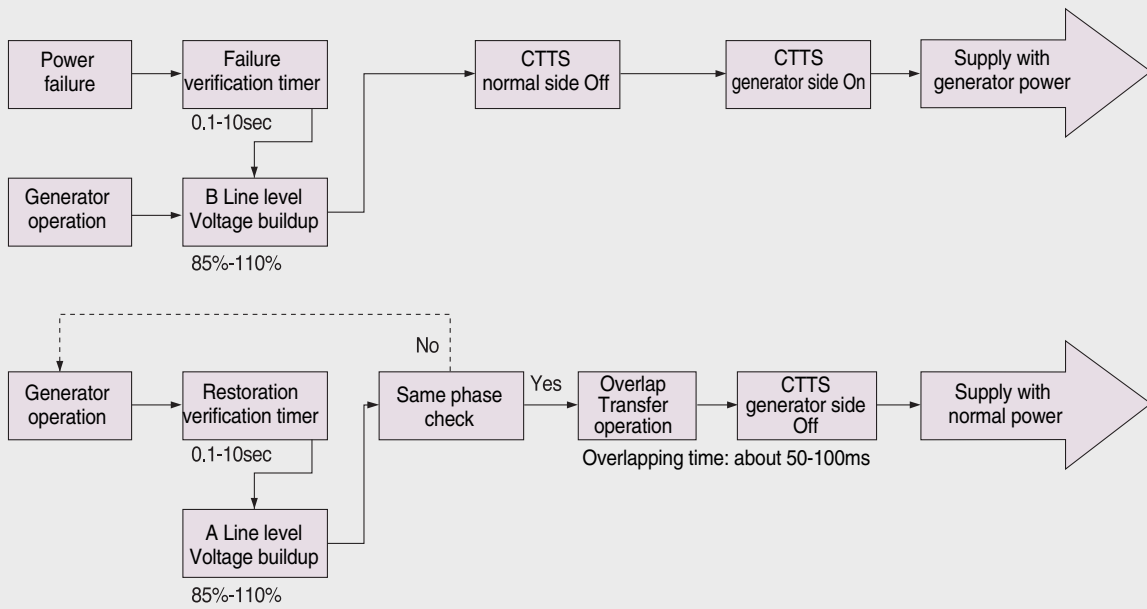 Power
failure
Failure
verification timer
0.1-10sec
CTTS
normal side Off
CTTS
generator side On
Supply with
generator power
Generator
operation
B Line level
Voltage buildup
85%-110%
No
Generator
operation
Restoration
verification timer
0.1-10sec
Same phase
check
Yes
Overlap
Transfer
operation
CTTS
generator side
Off
Supply with
normal power
Overlapping time: about 50-100ms
A Line level
Voltage buildup
85%-110%